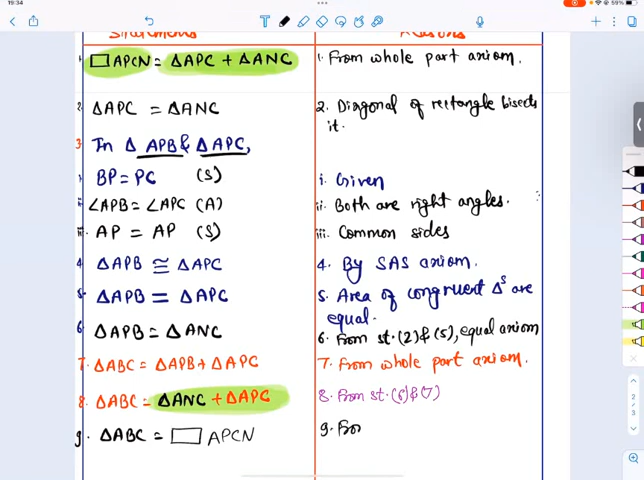 19:34
59%
Statements Reasons
1. □APCN = ΔAPC + ΔANC 1. From whole part axiom.
2. ΔAPC = ΔANC 2. Diagonal of rectangle bisects
it.
3. In Δ APB & Δ APC,
i. BP = PC (S) i. Given
ii. ∠APB = ∠APC (A) ii. Both are right angles.
iii. AP = AP (S) iii. Common sides
4. ΔAPB ≅ ΔAPC 4. By SAS axiom.
5. ΔAPB = ΔAPC 5. Area of congruent Δˢ are
equal.
6. ΔAPB = ΔANC 6. From st. (2) & (5), equal axiom
7. ΔABC = ΔAPB + ΔAPC 7. From whole part axiom.
8. ΔABC = ΔANC + ΔAPC 8. From st. (6) & (7)
9. ΔABC = □ APCN 9. Fro
2
/
3